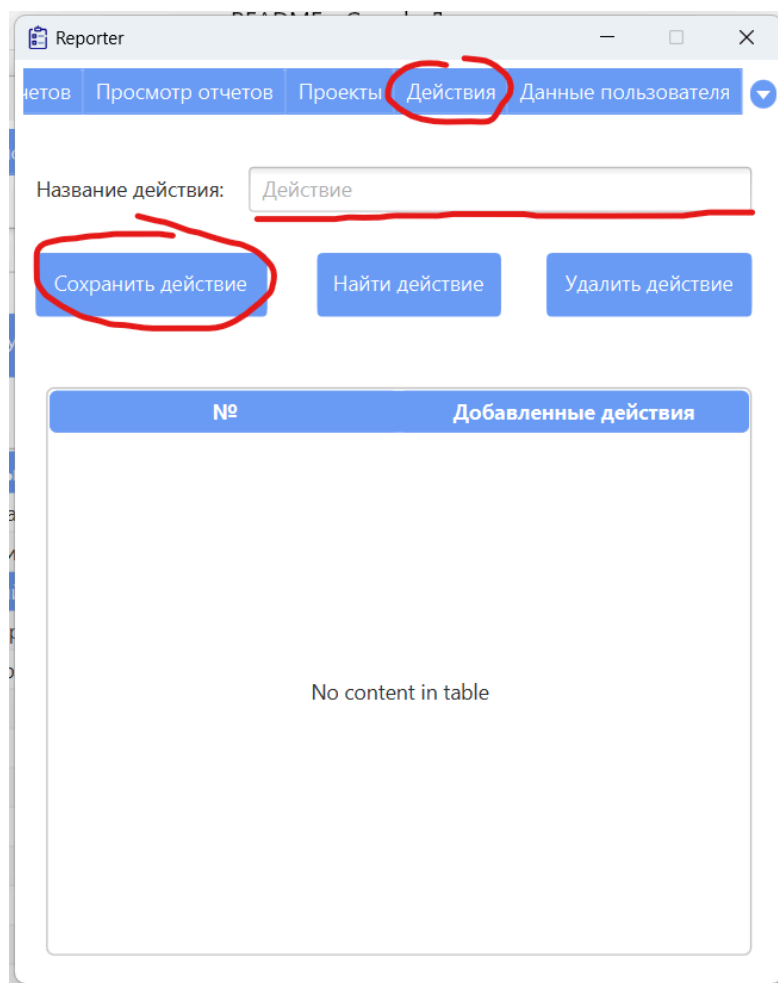 Reporter
четов Просмотр отчетов Проекты Действия Данные пользователя
Название действия: Действие
Сохранить действие Найти действие Удалить действие
№ Добавленные действия
No content in table